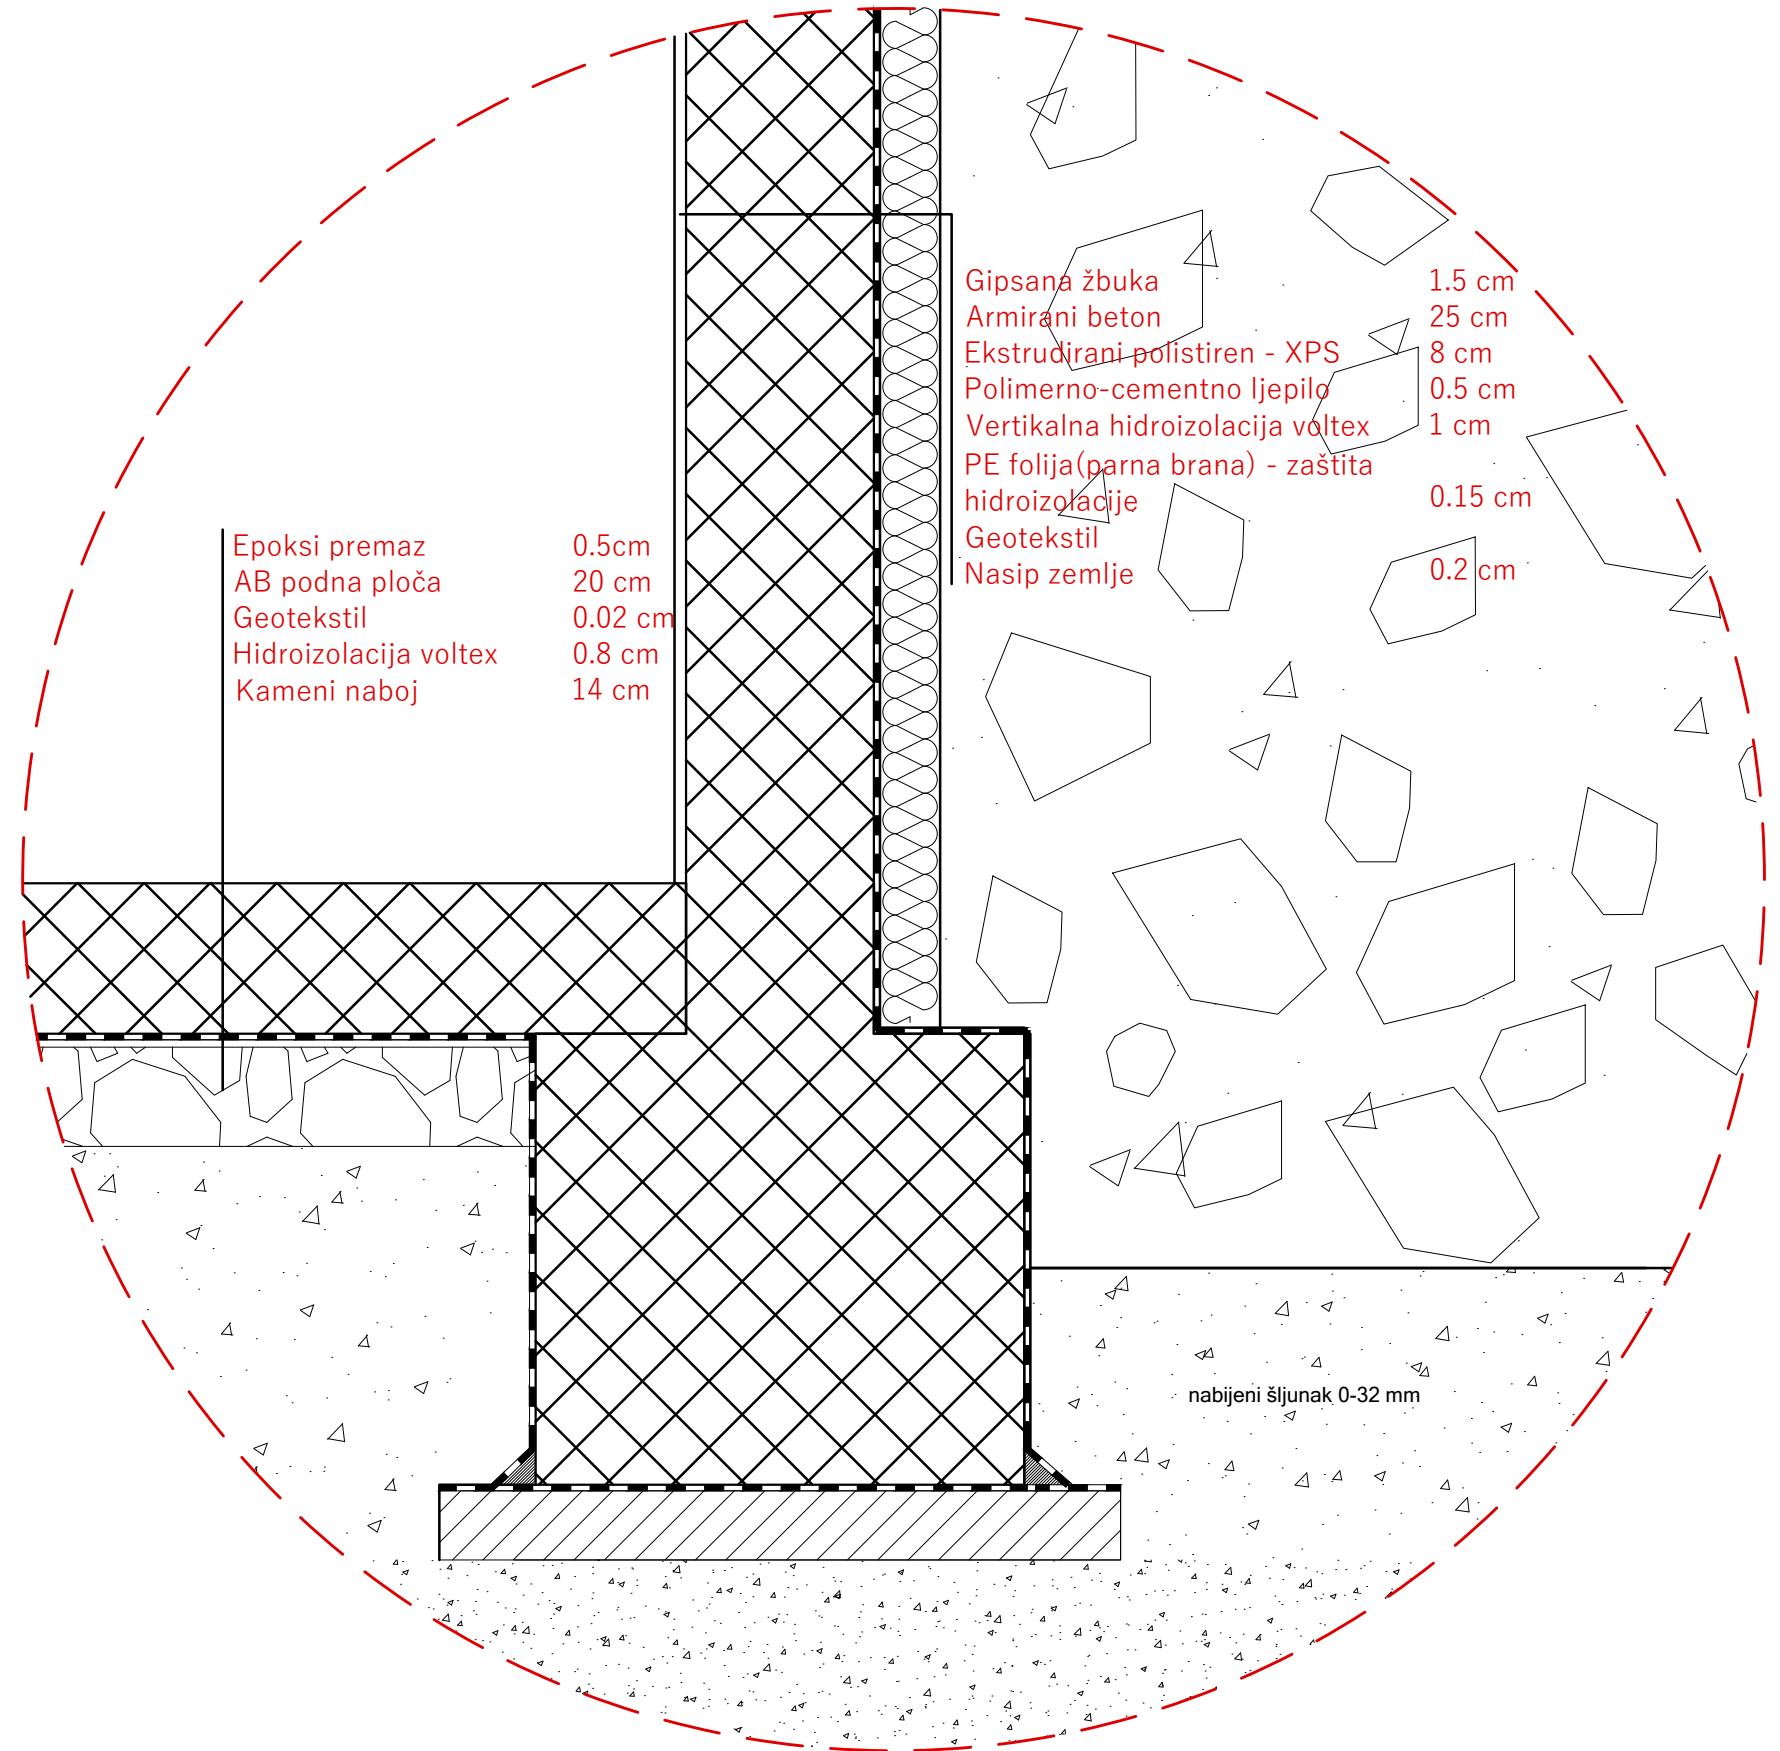 Gipsana žbuka 1.5 cm
Armirani beton 25 cm
Ekstrudirani polistiren - XPS 8 cm
Polimerno-cementno ljepilo 0.5 cm
Vertikalna hidroizolacija voltex 1 cm
PE folija(parna brana) - zaštita
hidroizolacije 0.15 cm
Geotekstil
Nasip zemlje 0.2 cm
Epoksi premaz 0.5cm
AB podna ploča 20 cm
Geotekstil 0.02 cm
Hidroizolacija voltex 0.8 cm
Kameni naboj 14 cm
nabijeni šljunak 0-32 mm